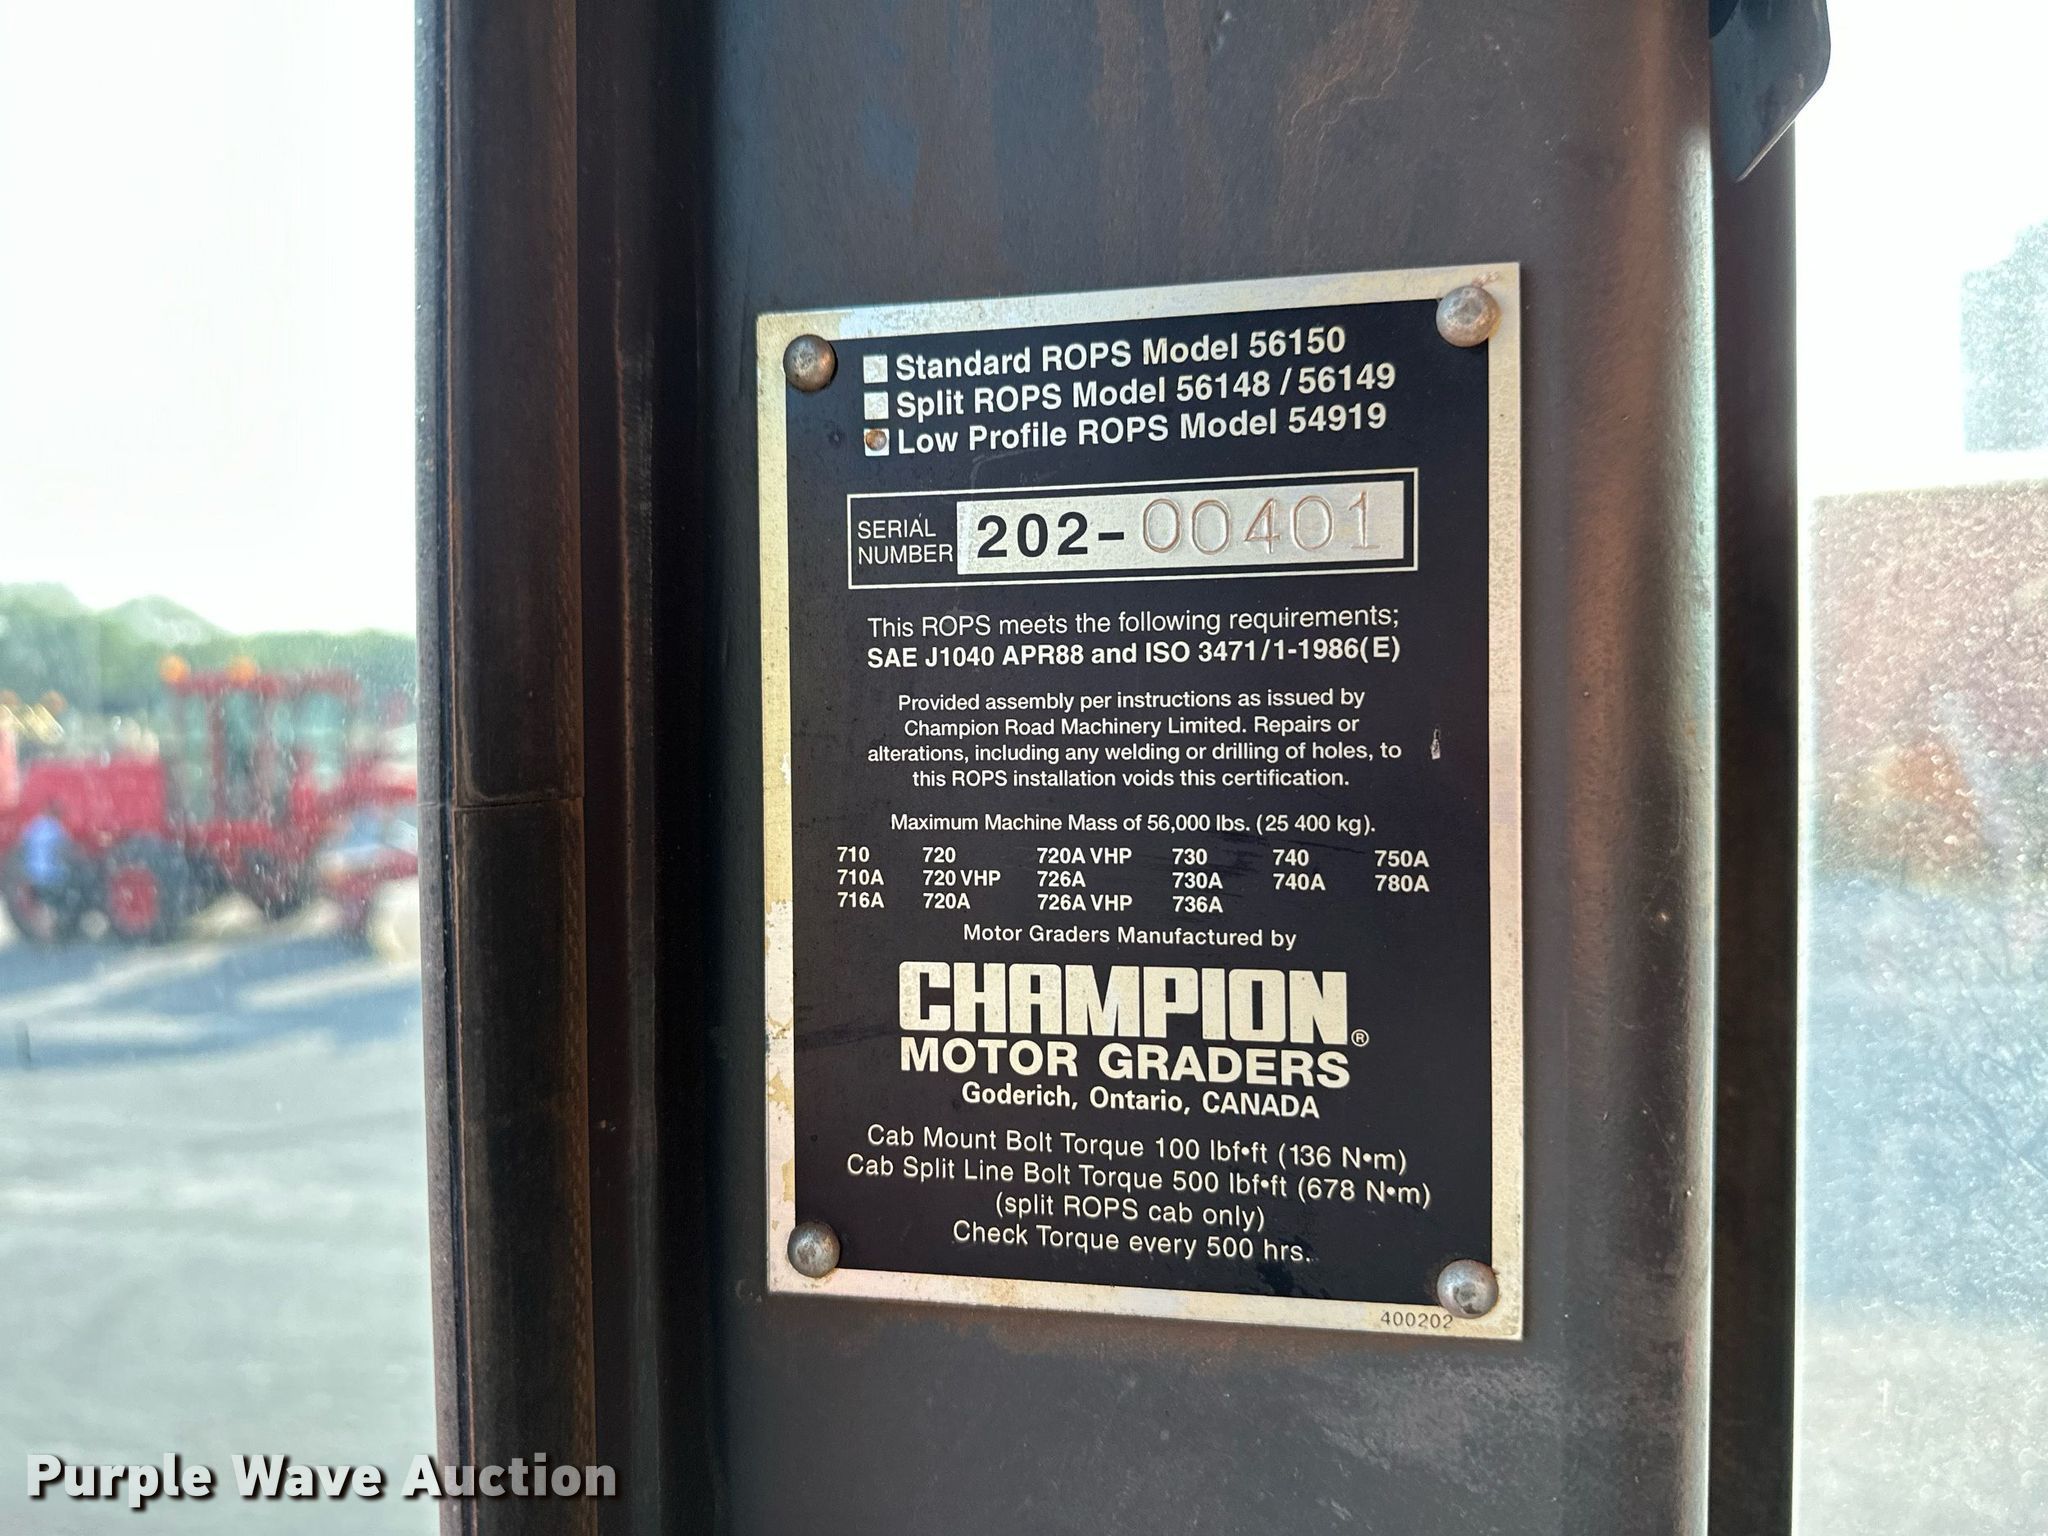 Standard ROPS Model 56150
Split ROPS Model 56148 / 56149
Low Profile ROPS Model 54919
SERIAL NUMBER 202-00401
This ROPS meets the following requirements;
SAE J1040 APR88 and ISO 3471/1-1986(E)
Provided assembly per instructions as issued by
Champion Road Machinery Limited. Repairs or
alterations, including any welding or drilling of holes, to
this ROPS installation voids this certification.
Maximum Machine Mass of 56,000 lbs. (25 400 kg).
710 720 720A VHP 730 740 750A
710A 720 VHP 726A 730A 740A 780A
716A 720A 726A VHP 736A
Motor Graders Manufactured by
CHAMPION®
MOTOR GRADERS
Goderich, Ontario, CANADA
Cab Mount Bolt Torque 100 lbf•ft (136 N•m)
Cab Split Line Bolt Torque 500 lbf•ft (678 N•m)
(split ROPS cab only)
Check Torque every 500 hrs.
400202
Purple Wave Auction